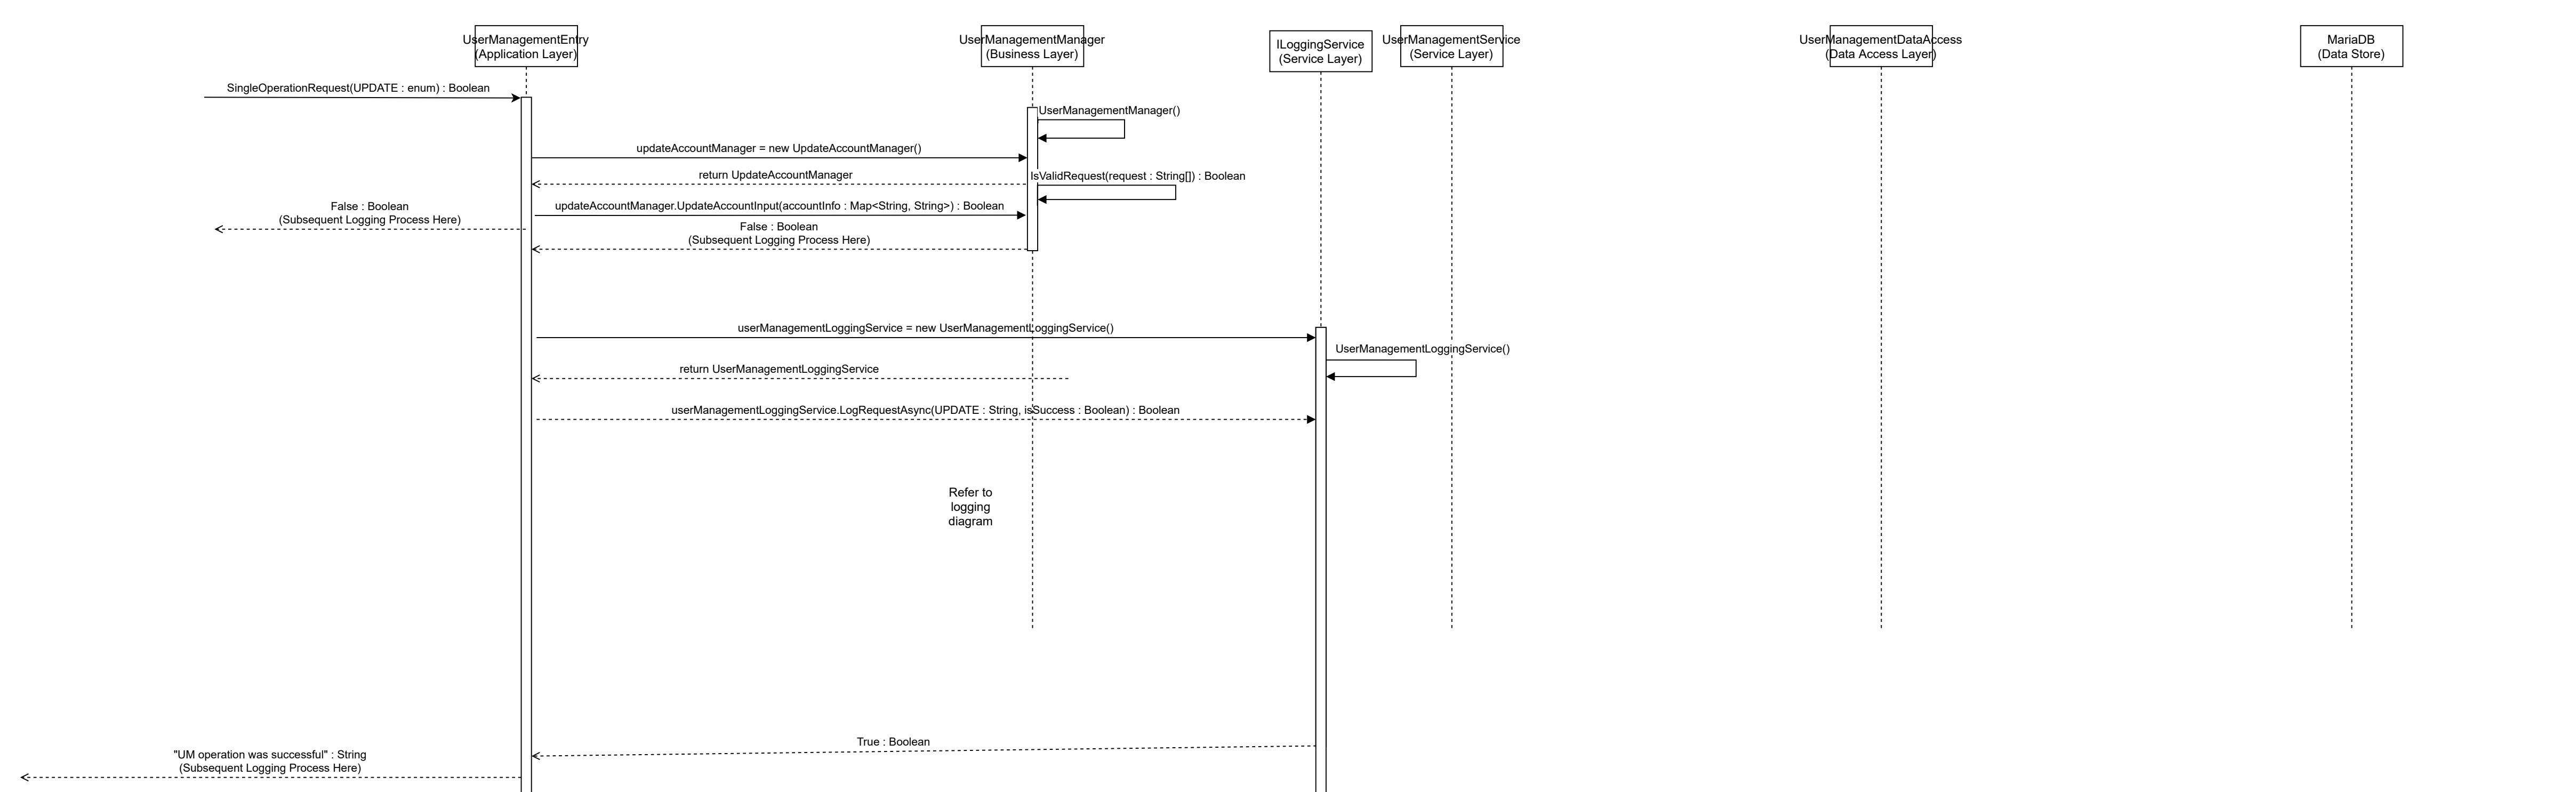 UserManagementEntry
(Application Layer)
UserManagementManager
(Business Layer)
ILoggingService
(Service Layer)
UserManagementService
(Service Layer)
UserManagementDataAccess
(Data Access Layer)
MariaDB
(Data Store)
SingleOperationRequest(UPDATE : enum) : Boolean
UserManagementManager()
updateAccountManager = new UpdateAccountManager()
return UpdateAccountManager
IsValidRequest(request : String[]) : Boolean
False : Boolean
(Subsequent Logging Process Here)
updateAccountManager.UpdateAccountInput(accountInfo : Map<String, String>) : Boolean
False : Boolean
(Subsequent Logging Process Here)
userManagementLoggingService = new UserManagementLoggingService()
UserManagementLoggingService()
return UserManagementLoggingService
userManagementLoggingService.LogRequestAsync(UPDATE : String, isSuccess : Boolean) : Boolean
Refer to
logging
diagram
True : Boolean
"UM operation was successful" : String
(Subsequent Logging Process Here)